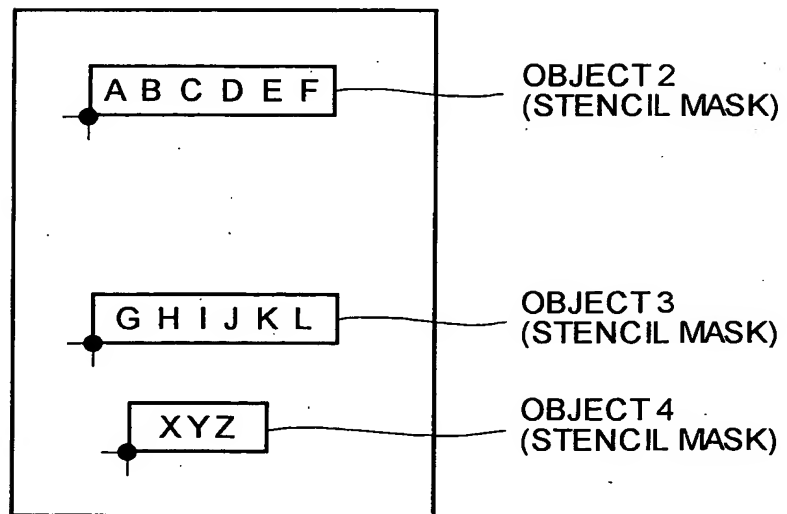 A B C D E F
OBJECT 2
(STENCIL MASK)
G H I J K L
OBJECT 3
(STENCIL MASK)
XYZ
OBJECT 4
(STENCIL MASK)